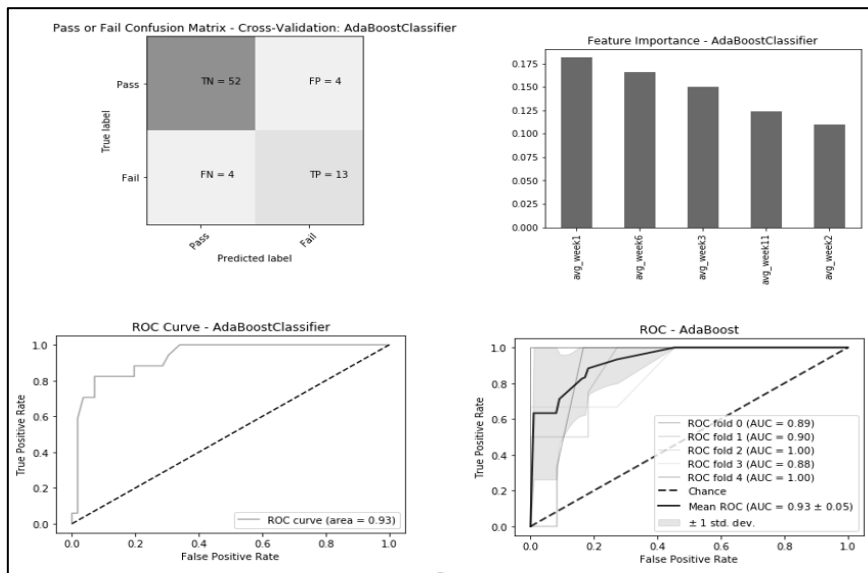 Pass or Fail Confusion Matrix - Cross-Validation: AdaBoostClassifier
True label
Pass
TN = 52
FP = 4
Fail
FN = 4
TP = 13
Pass
Fail
Predicted label
Feature Importance - AdaBoostClassifier
0.175
0.150
0.125
0.100
0.075
0.050
0.025
0.000
avg_week1
avg_week6
avg_week3
avg_week11
avg_week2
ROC Curve - AdaBoostClassifier
True Positive Rate
1.0
0.8
0.6
0.4
0.2
0.0
ROC curve (area = 0.93)
0.0 0.2 0.4 0.6 0.8 1.0
False Positive Rate
ROC - AdaBoost
True Positive Rate
1.0
0.8
0.6
0.4
0.2
0.0
ROC fold 0 (AUC = 0.89)
ROC fold 1 (AUC = 0.90)
ROC fold 2 (AUC = 1.00)
ROC fold 3 (AUC = 0.88)
ROC fold 4 (AUC = 1.00)
Chance
Mean ROC (AUC = 0.93 ± 0.05)
± 1 std. dev.
0.0 0.2 0.4 0.6 0.8 1.0
False Positive Rate